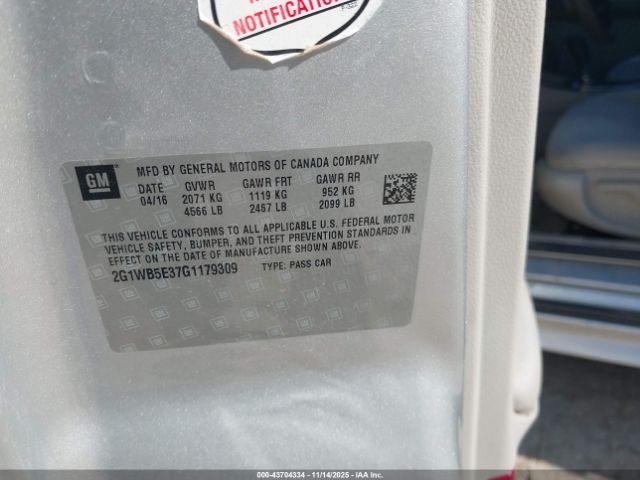 NOTIFICATION
GM
MFD BY GENERAL MOTORS OF CANADA COMPANY
DATE GVWR GAWR FRT GAWR RR
04/16 2071 KG 1119 KG 952 KG
4566 LB 2467 LB 2099 LB
THIS VEHICLE CONFORMS TO ALL APPLICABLE U.S. FEDERAL MOTOR
VEHICLE SAFETY, BUMPER, AND THEFT PREVENTION STANDARDS IN
EFFECT ON THE DATE OF MANUFACTURE SHOWN ABOVE.
2G1WB5E37G1179309 TYPE: PASS CAR
000-43704334 | 11/14/2025 - IAAI.COM